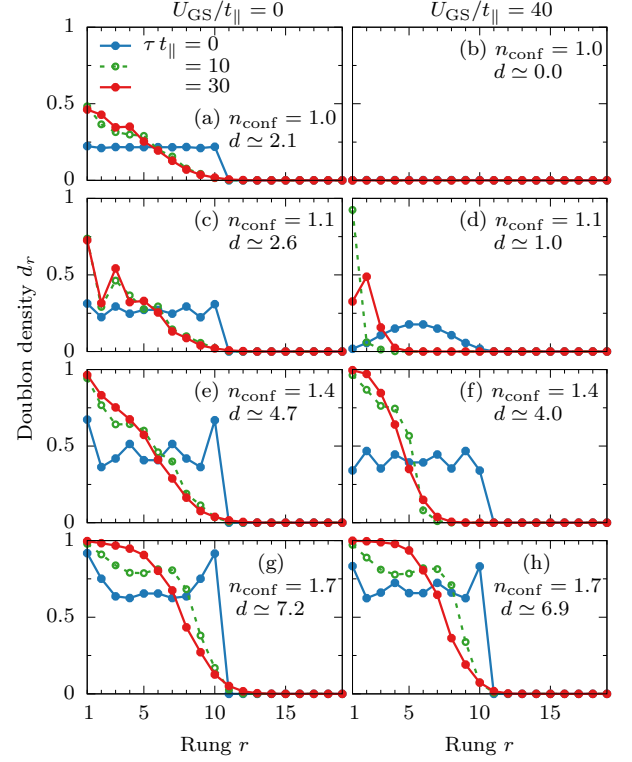 U_GS/t_∥ = 0
U_GS/t_∥ = 40
τ t_∥ = 0
= 10
= 30
(a) n_conf = 1.0
d ≃ 2.1
(b) n_conf = 1.0
d ≃ 0.0
1
0.5
0
(c) n_conf = 1.1
d ≃ 2.6
(d) n_conf = 1.1
d ≃ 1.0
1
0.5
0
(e) n_conf = 1.4
d ≃ 4.7
(f) n_conf = 1.4
d ≃ 4.0
1
0.5
0
(g)
n_conf = 1.7
d ≃ 7.2
(h)
n_conf = 1.7
d ≃ 6.9
1
0.5
0
1 5 10 15
1 5 10 15
Rung r
Rung r
Doublon density d_r